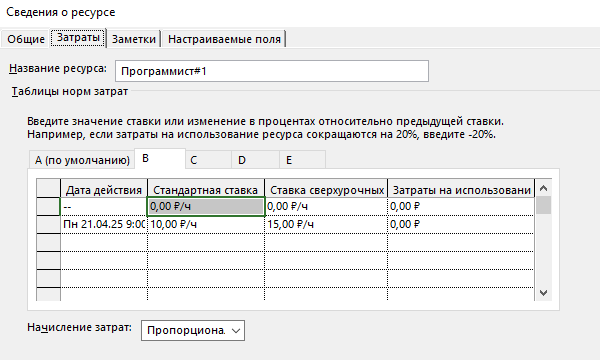 Сведения о ресурсе
Общие Затраты Заметки Настраиваемые поля
Название ресурса: Программист#1
Таблицы норм затрат
Введите значение ставки или изменение в процентах относительно предыдущей ставки.
Например, если затраты на использование ресурса сокращаются на 20%, введите -20%.
A (по умолчанию) B C D E
Дата действия Стандартная ставка Ставка сверхурочных Затраты на использовани
-- 0,00 ₽/ч 0,00 ₽/ч 0,00 ₽
Пн 21.04.25 9:00 10,00 ₽/ч 15,00 ₽/ч 0,00 ₽
Начисление затрат: Пропорциона.